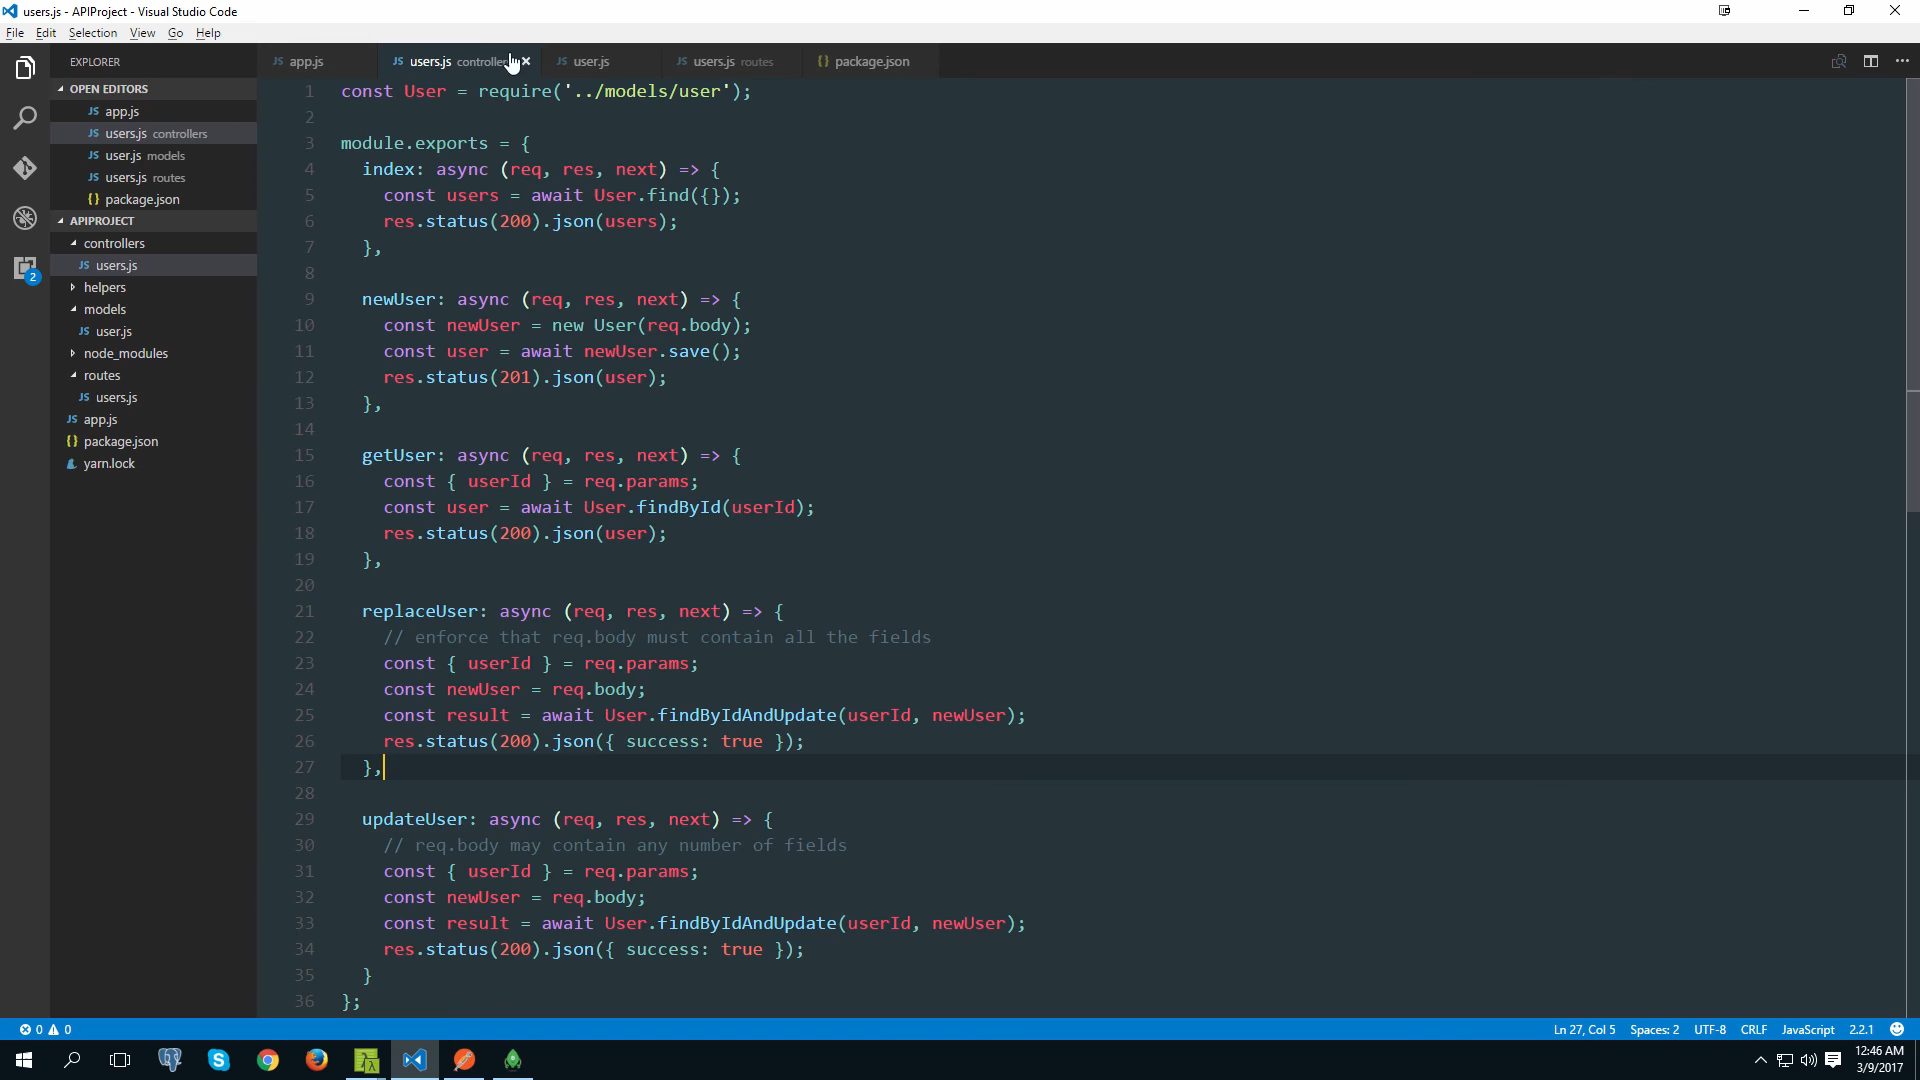 users.js - APIProject - Visual Studio Code
File Edit Selection View Go Help
EXPLORER
OPEN EDITORS
JS app.js
JS users.js controllers
JS user.js models
JS users.js routes
{} package.json
APIPROJECT
controllers
JS users.js
helpers
models
JS user.js
node_modules
routes
JS users.js
JS app.js
{} package.json
yarn.lock
2
JS app.js JS users.js controller JS user.js JS users.js routes {} package.json
1 const User = require('../models/user');
2
3 module.exports = {
4 index: async (req, res, next) => {
5 const users = await User.find({});
6 res.status(200).json(users);
7 },
8
9 newUser: async (req, res, next) => {
10 const newUser = new User(req.body);
11 const user = await newUser.save();
12 res.status(201).json(user);
13 },
14
15 getUser: async (req, res, next) => {
16 const { userId } = req.params;
17 const user = await User.findById(userId);
18 res.status(200).json(user);
19 },
20
21 replaceUser: async (req, res, next) => {
22 // enforce that req.body must contain all the fields
23 const { userId } = req.params;
24 const newUser = req.body;
25 const result = await User.findByIdAndUpdate(userId, newUser);
26 res.status(200).json({ success: true });
27 },
28
29 updateUser: async (req, res, next) => {
30 // req.body may contain any number of fields
31 const { userId } = req.params;
32 const newUser = req.body;
33 const result = await User.findByIdAndUpdate(userId, newUser);
34 res.status(200).json({ success: true });
35 }
36 };
0 0 Ln 27, Col 5 Spaces: 2 UTF-8 CRLF JavaScript 2.2.1
12:46 AM
3/9/2017